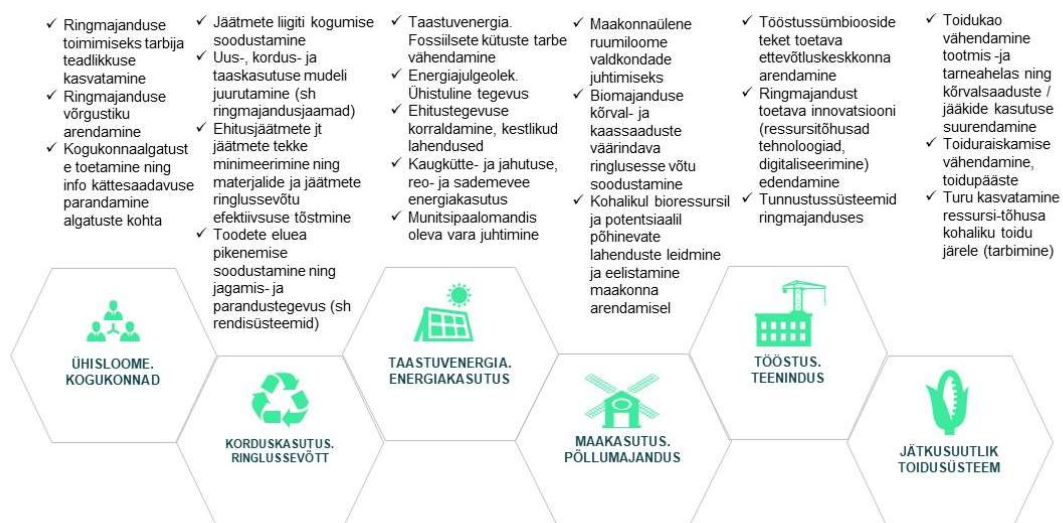 ✓ Ringmajanduse
toimimiseks tarbija
teadlikkuse
kasvatamine
✓ Ringmajanduse
võrgustiku
arendamine
✓ Kogukonnaalgatust
e toetamine ning
info kättesaadavuse
parandamine
algatuste kohta
✓ Jäätmete liigiti kogumise
soodustamine
✓ Uus-, kordus- ja
taaskasutuse mudeli
juurutamine (sh
ringmajandusjaamad)
✓ Ehitusjäätmete jt
jäätmete tekke
minimeerimine ning
materjalide ja jäätmete
ringlussevõtu
efektiivsuse tõstmine
✓ Toodete eluea
pikenemise
soodustamine ning
jagamis- ja
parandustegevus (sh
rendisüsteemid)
✓ Taastuvenergia.
Fossiilsete kütuste tarbe
vähendamine
✓ Energiajulgeolek.
Ühistuline tegevus
✓ Ehitustegevuse
korraldamine, kestlikud
lahendused
✓ Kaugkütte- ja jahutuse,
reo- ja sademevee
energiakasutus
✓ Munitsipaalomandis
oleva vara juhtimine
✓ Maakonnaülene
ruumiloome
valdkondade
juhtimiseks
✓ Biomajanduse
kõrval- ja
kaassaaduste
väärindava
ringlusesse võtu
soodustamine
✓ Kohalikul bioressursil
ja potentsiaalil
põhinevate
lahenduste leidmine
ja eelistamine
maakonna
arendamisel
✓ Tööstussümbiooside
teket toetava
ettevõtluskeskkonna
arendamine
✓ Ringmajandust
toetava innovatsiooni
(ressursitõhusad
tehnoloogiad,
digitaliseerimine)
edendamine
✓ Tunnustussüsteemid
ringmajanduses
✓ Toidukao
vähendamine
tootmis -ja
tarneahelas ning
kõrvalsaaduste /
jääkide kasutuse
suurendamine
✓ Toiduraiskamise
vähendamine,
toidupääste
✓ Turu kasvatamine
ressursi-tõhusa
kohaliku toidu
järele (tarbimine)
ÜHISLOOME.
KOGUKONNAD
KORDUSKASUTUS.
RINGLUSSEVÕTT
TAASTUVENERGIA.
ENERGIAKASUTUS
MAAKASUTUS.
PÕLLUMAJANDUS
TÖÖSTUS.
TEENINDUS
JÄTKUSUUTLIK
TOIDUSÜSTEEM